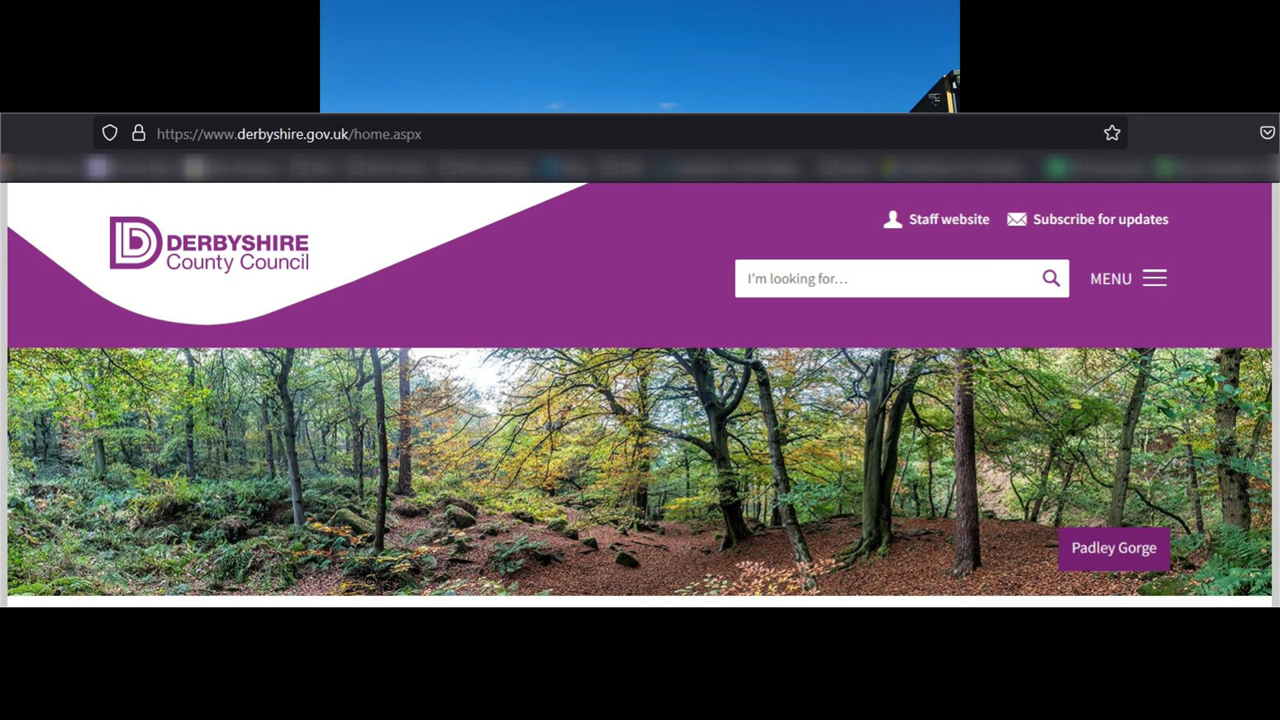 https://www.derbyshire.gov.uk/home.aspx
Staff website
Subscribe for updates
DERBYSHIRE
County Council
I'm looking for...
MENU
Padley Gorge